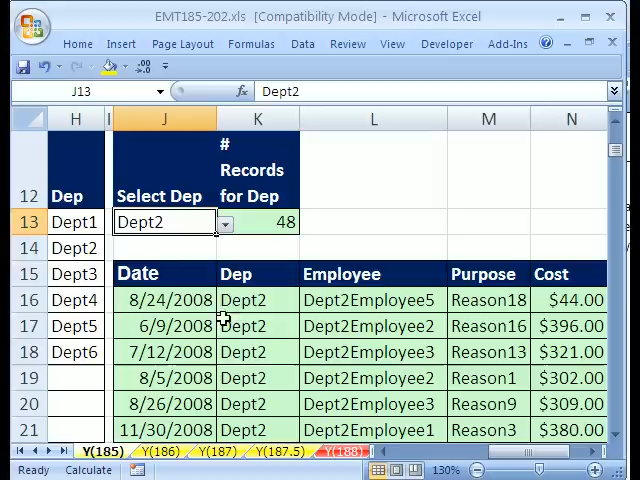 EMT185-202.xls [Compatibility Mode] - Microsoft Excel
Home Insert Page Layout Formulas Data Review View Developer Add-Ins
J13 Dept2
H I J K L M N
12 Dep Select Dep # Records for Dep
13 Dept1 Dept2 48
14 Dept2
15 Dept3 Date Dep Employee Purpose Cost
16 Dept4 8/24/2008 Dept2 Dept2Employee5 Reason18 $44.00
17 Dept5 6/9/2008 Dept2 Dept2Employee2 Reason16 $396.00
18 Dept6 7/12/2008 Dept2 Dept2Employee3 Reason13 $321.00
19 8/5/2008 Dept2 Dept2Employee2 Reason1 $302.00
20 8/26/2008 Dept2 Dept2Employee3 Reason9 $309.00
21 11/30/2008 Dept2 Dept2Employee1 Reason3 $380.00
Y(185) Y(186) Y(187) Y(187.5) Y(188)
Ready Calculate 130%